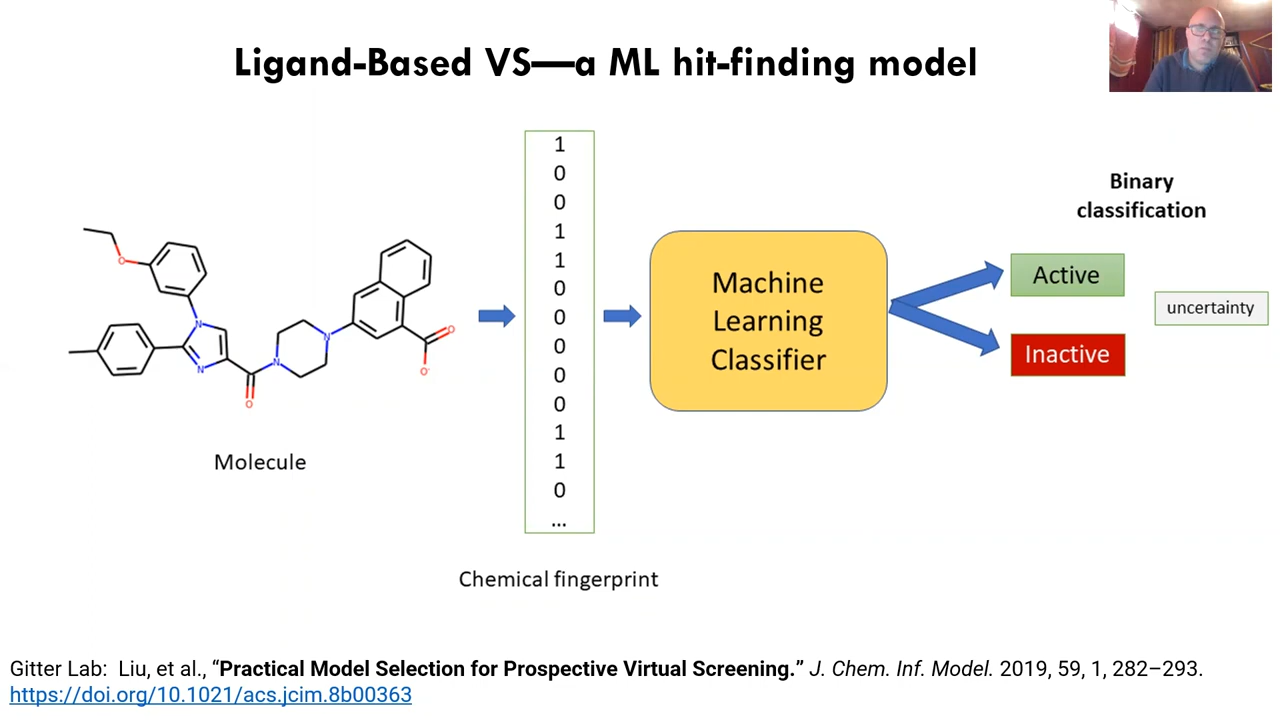 Ligand-Based VS—a ML hit-finding model
1
0
0
1
1
0
0
0
0
0
1
1
0
...
Machine
Learning
Classifier
Binary
classification
Active
Inactive
uncertainty
O
N
N
O
N
N
O
O-
Molecule
Chemical fingerprint
Gitter Lab: Liu, et al., “Practical Model Selection for Prospective Virtual Screening.” J. Chem. Inf. Model. 2019, 59, 1, 282–293.
https://doi.org/10.1021/acs.jcim.8b00363